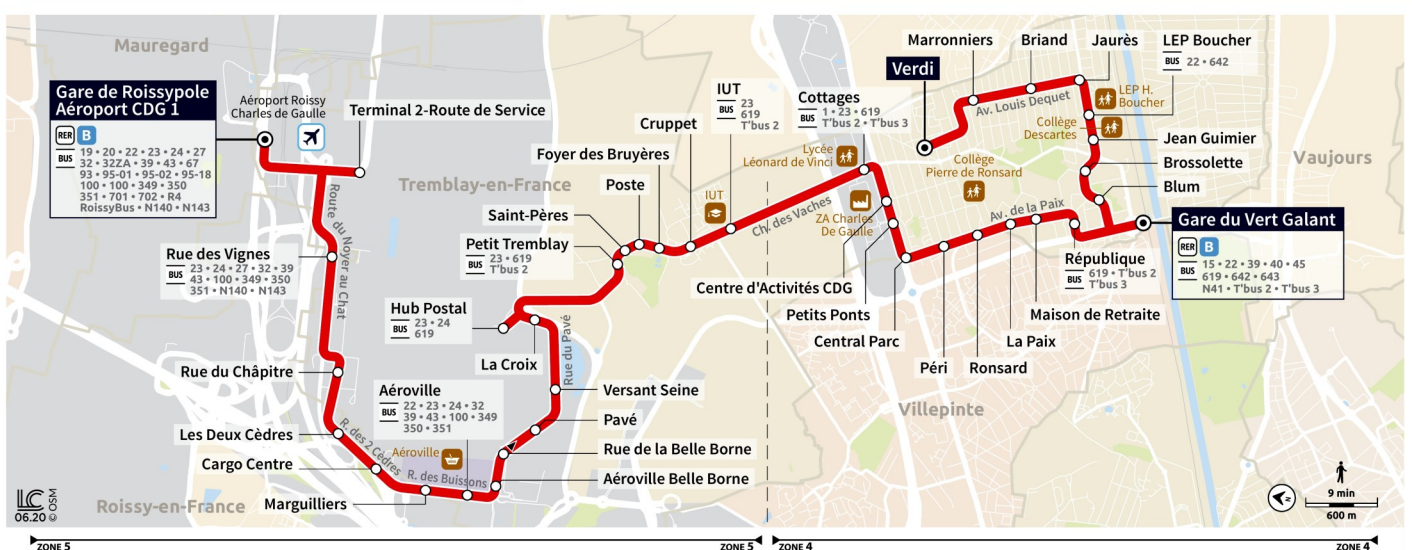 Mauregard
Gare de Roissypole
Aéroport CDG 1
RER B
BUS 19 • 20 • 22 • 23 • 24 • 27
32 • 32ZA • 39 • 43 • 67
93 • 95-01 • 95-02 • 95-18
100 • 100 • 349 • 350
351 • 701 • 702 • R4
RoissyBus • N140 • N143
Aéroport Roissy
Charles de Gaulle
Terminal 2-Route de Service
Route du Noyer au Chat
Rue des Vignes
BUS 23 • 24 • 27 • 32 • 39
43 • 100 • 349 • 350
351 • N140 • N143
Rue du Châpitre
Les Deux Cèdres
R. des 2 Cèdres
Cargo Centre
Marguilliers
Roissy-en-France
Aéroville
BUS 22 • 23 • 24 • 32
39 • 43 • 100 • 349
350 • 351
Aéroville
R. des Buissons
Aéroville Belle Borne
Rue de la Belle Borne
Pavé
Versant Seine
Rue du Pavé
La Croix
Hub Postal
BUS 23 • 24
619
Petit Tremblay
BUS 23 • 619
T'bus 2
Saint-Pères
Poste
Foyer des Bruyères
Cruppet
Tremblay-en-France
IUT
BUS 23
619
T'bus 2
IUT
Ch. des Vaches
Cottages
BUS 1 • 23 • 619
T'bus 2 • T'bus 3
Lycée
Léonard de Vinci
ZA Charles
De Gaulle
Centre d'Activités CDG
Petits Ponts
Central Parc
Péri
Ronsard
La Paix
Maison de Retraite
Av. de la Paix
République
BUS 619 • T'bus 2
T'bus 3
Collège
Pierre de Ronsard
Verdi
Marronniers
Briand
Jaurès
Av. Louis Dequet
LEP Boucher
BUS 22 • 642
LEP H.
Boucher
Collège
Descartes
Jean Guimier
Brossolette
Blum
Vaujours
Gare du Vert Galant
RER B
BUS 15 • 22 • 39 • 40 • 45
619 • 642 • 643
N41 • T'bus 2 • T'bus 3
Villepinte
9 min
600 m
N
LC
06.20 © OSM
ZONE 5
ZONE 5
ZONE 4
ZONE 4